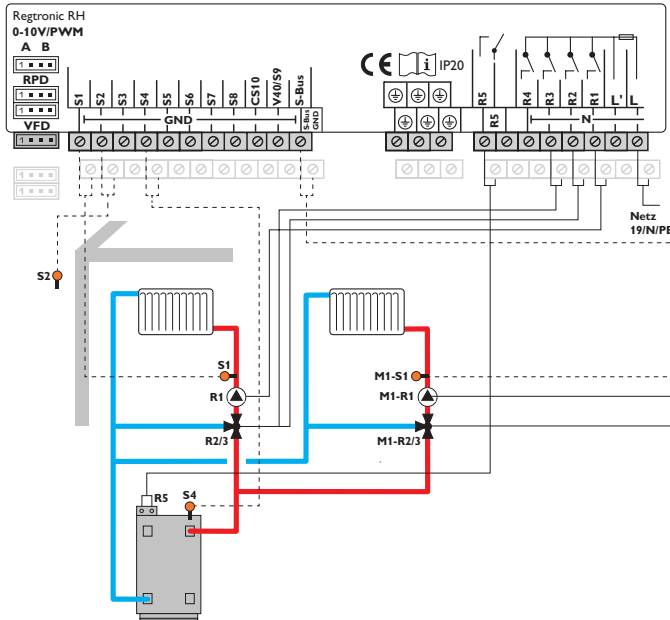 Regtronic RH
0-10V/PWM
A B
RPD
VFD
S1
S2
S3
S4
S5
S6
S7
S8
CS10
V40/S9
S-Bus
GND
S-Bus
GND
CE i IP20
R5
R5
R4
R3
R2
R1
L'
L
N
Netz
19/N/PE
S2
S1
R1
R2/3
M1-S1
M1-R1
M1-R2/3
R5
S4